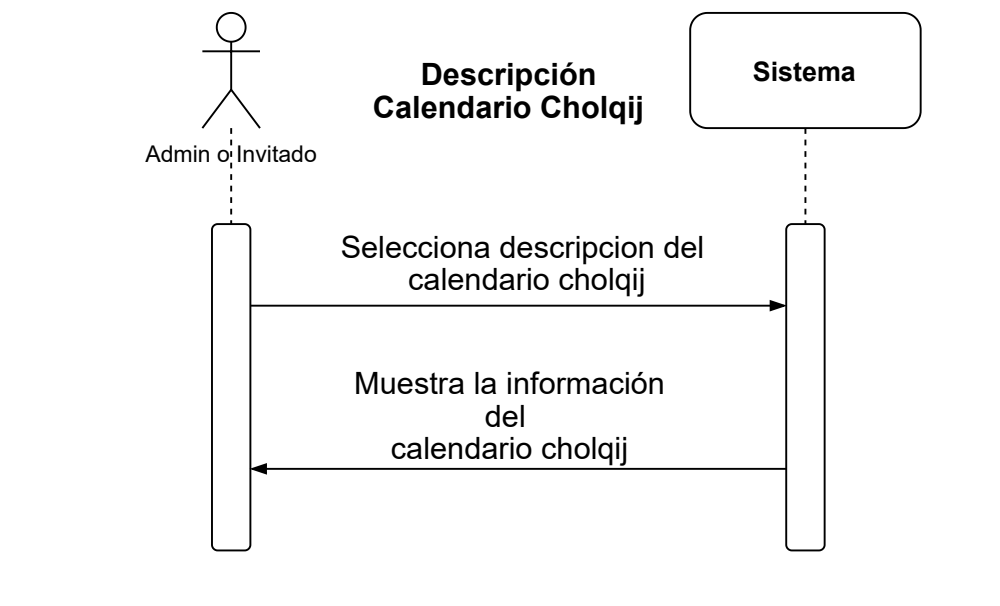 Descripción
Calendario Cholqij
Sistema
Admin o Invitado
Selecciona descripcion del
calendario cholqij
Muestra la información
del
calendario cholqij